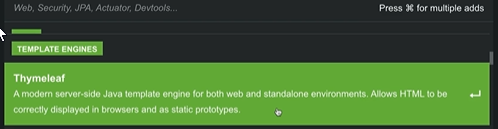 Web, Security, JPA, Actuator, Devtools... Press ⌘ for multiple adds
TEMPLATE ENGINES
Thymeleaf
A modern server-side Java template engine for both web and standalone environments. Allows HTML to be
correctly displayed in browsers and as static prototypes.